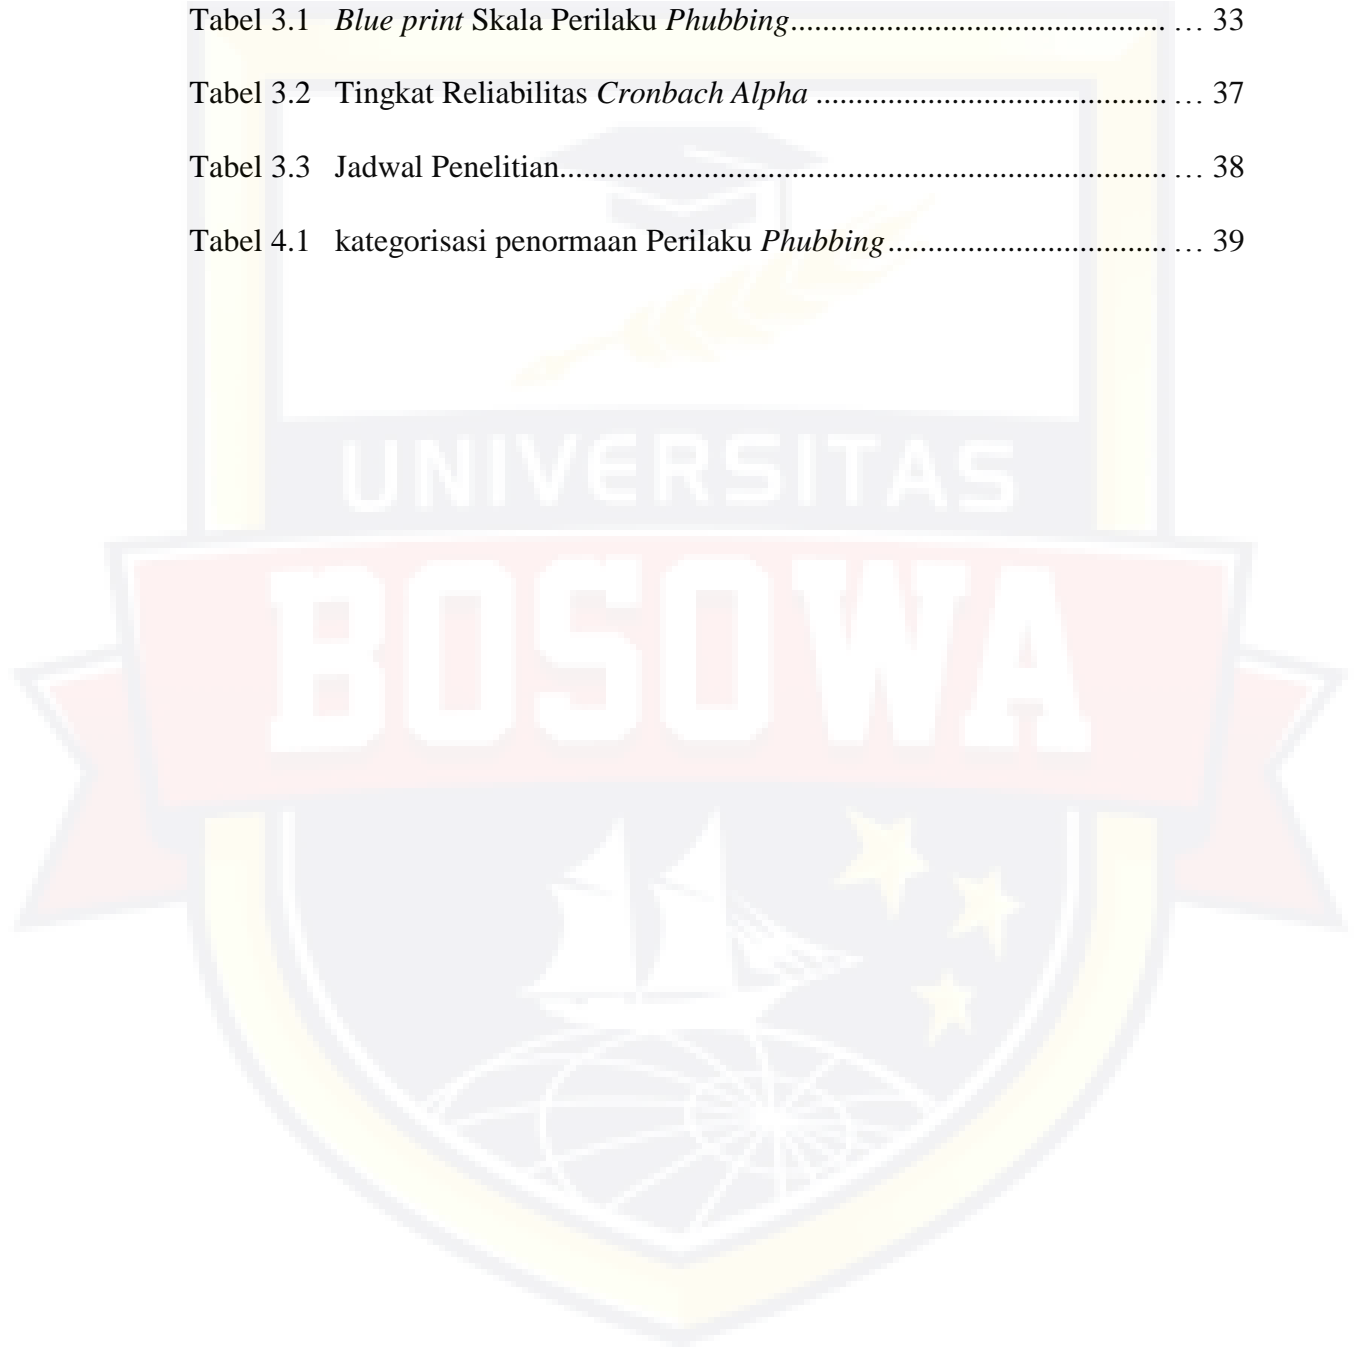 Tabel 3.1 Blue print Skala Perilaku Phubbing............................................... … 33
Tabel 3.2 Tingkat Reliabilitas Cronbach Alpha ............................................ … 37
Tabel 3.3 Jadwal Penelitian............................................................................ … 38
Tabel 4.1 kategorisasi penormaan Perilaku Phubbing ................................... … 39
UNIVERSITAS
BOSOWA